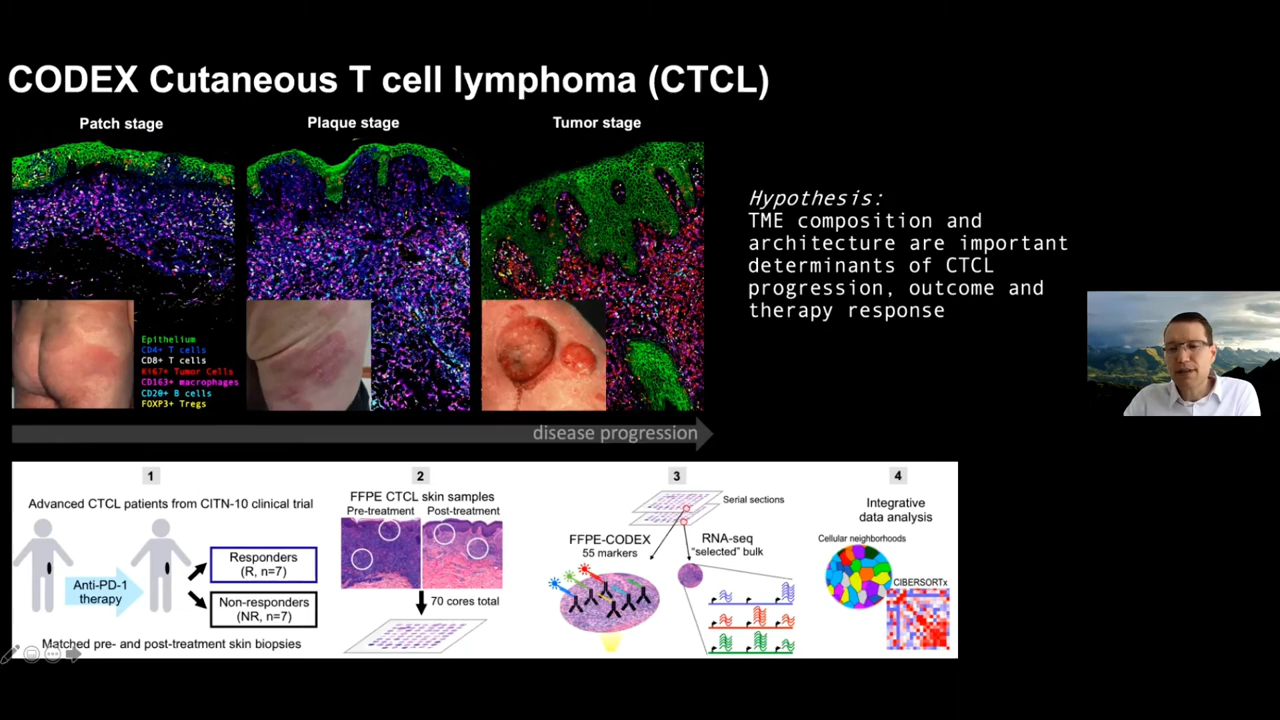 CODEX Cutaneous T cell lymphoma (CTCL)
Patch stage
Plaque stage
Tumor stage
Epithelium
CD4+ T cells
CD8+ T cells
Ki67+ Tumor Cells
CD163+ macrophages
CD20+ B cells
FOXP3+ Tregs
Hypothesis:
TME composition and
architecture are important
determinants of CTCL
progression, outcome and
therapy response
disease progression
1
Advanced CTCL patients from CITN-10 clinical trial
Anti-PD-1
therapy
Responders
(R, n=7)
Non-responders
(NR, n=7)
Matched pre- and post-treatment skin biopsies
2
FFPE CTCL skin samples
Pre-treatment
Post-treatment
70 cores total
3
Serial sections
FFPE-CODEX
55 markers
RNA-seq
"selected" bulk
4
Integrative
data analysis
Cellular neighborhoods
CIBERSORTx